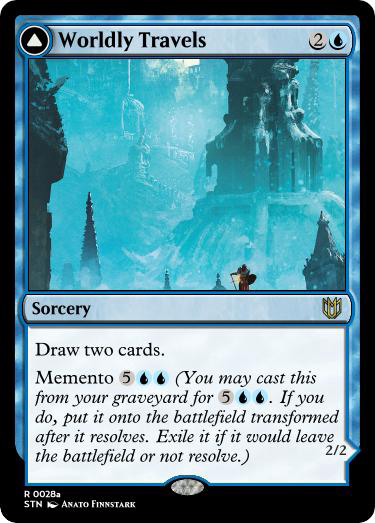 Worldly Travels 2
Sorcery
Draw two cards.
Memento 5 (You may cast this
from your graveyard for 5. If you
do, put it onto the battlefield transformed
after it resolves. Exile it if it would leave
the battlefield or not resolve.)
2/2
R 0028a
STN Anato Finnstark